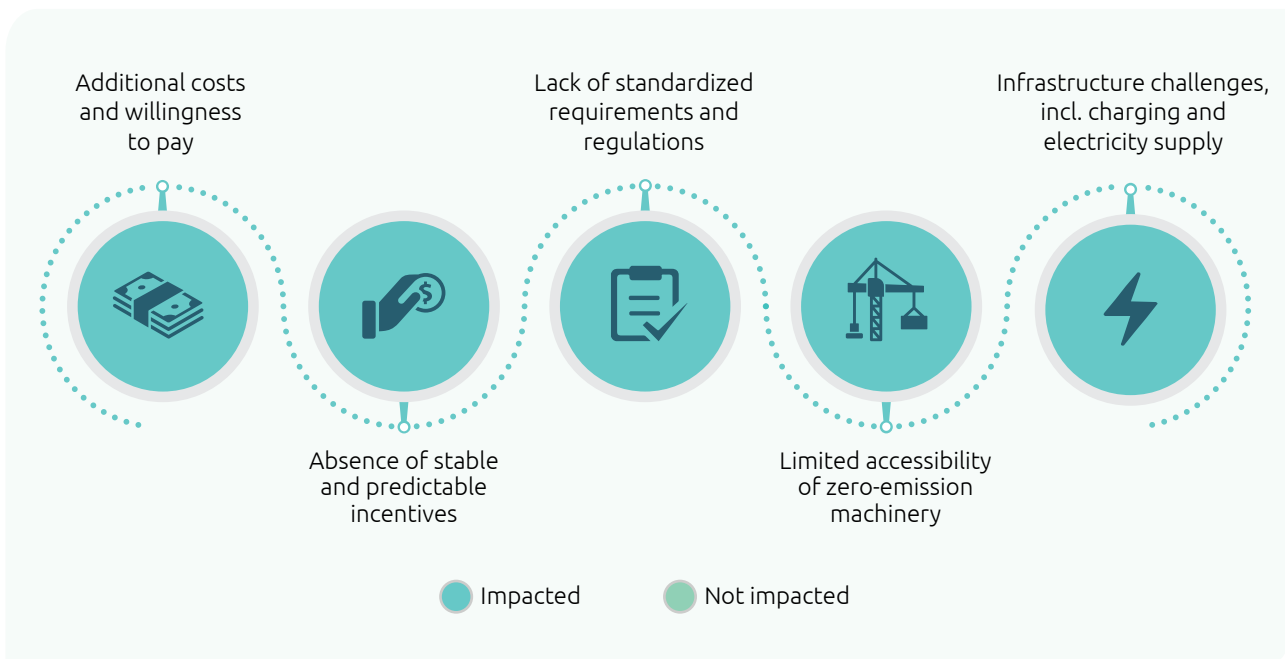 Additional costs
and willingness
to pay
Absence of stable
and predictable
incentives
Lack of standardized
requirements and
regulations
Limited accessibility
of zero-emission
machinery
Infrastructure challenges,
incl. charging and
electricity supply
$
Impacted
Not impacted